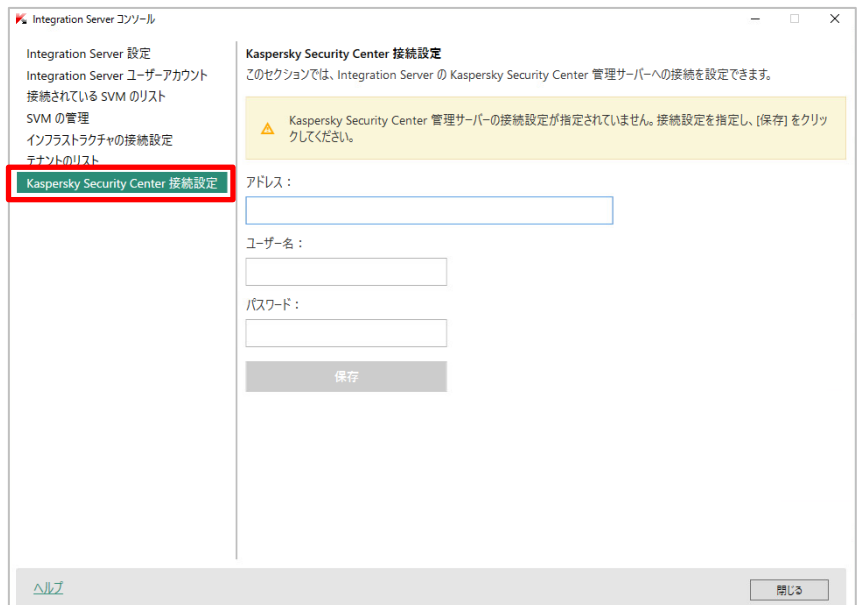 Integration Server コンソール
Integration Server 設定
Integration Server ユーザーアカウント
接続されている SVM のリスト
SVM の管理
インフラストラクチャの接続設定
テナントのリスト
Kaspersky Security Center 接続設定
Kaspersky Security Center 接続設定
このセクションでは、Integration Server の Kaspersky Security Center 管理サーバーへの接続を設定できます。
Kaspersky Security Center 管理サーバーの接続設定が指定されていません。接続設定を指定し、[保存] をクリッ
クしてください。
アドレス：
ユーザー名：
パスワード：
保存
ヘルプ
閉じる